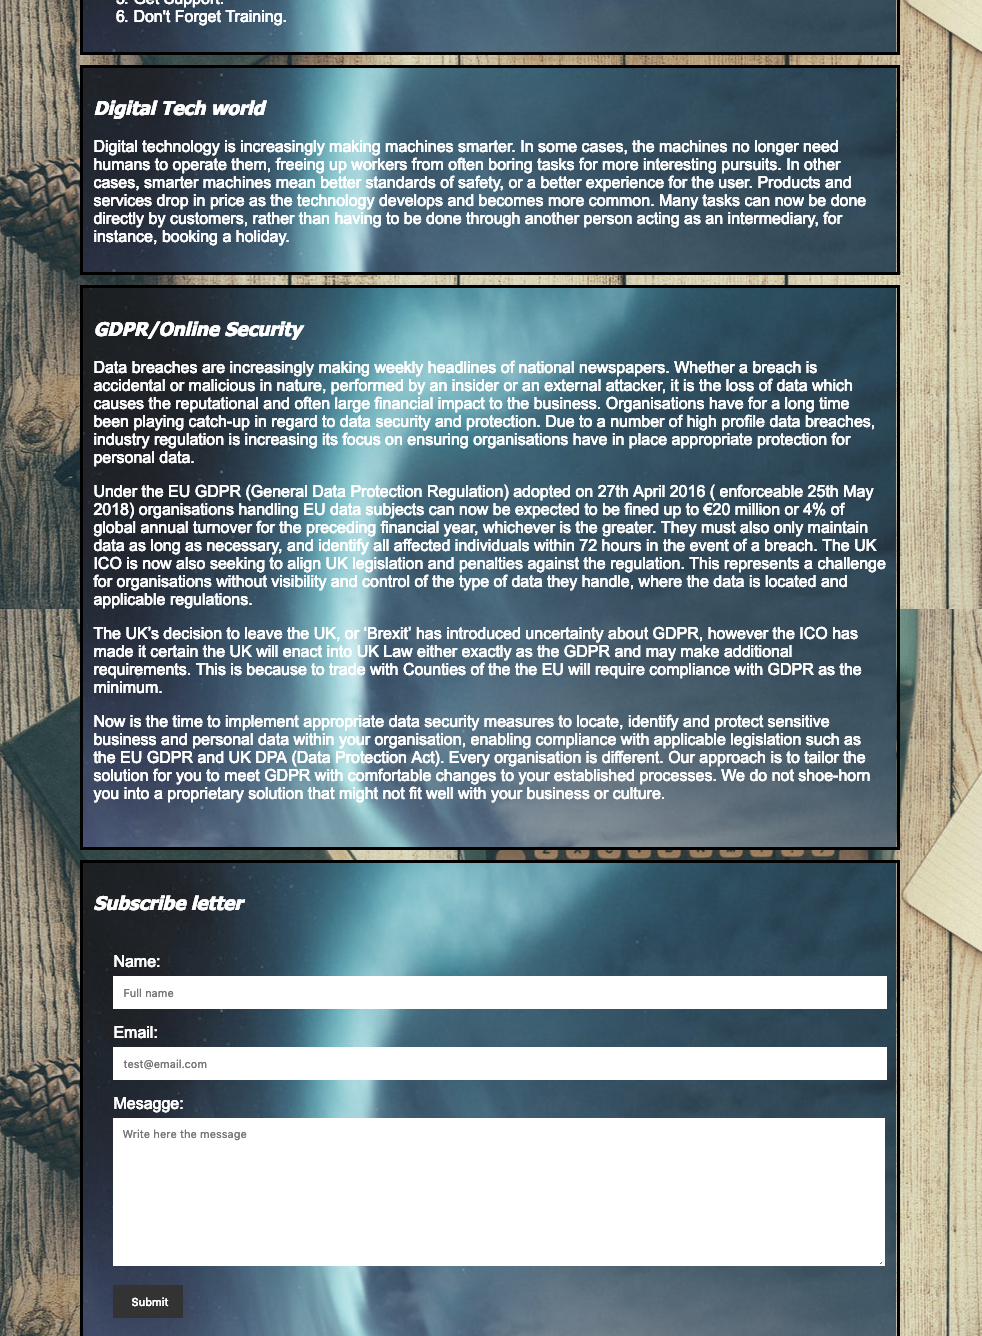 5. Get Support.
6. Don't Forget Training.
Digital Tech world
Digital technology is increasingly making machines smarter. In some cases, the machines no longer need
humans to operate them, freeing up workers from often boring tasks for more interesting pursuits. In other
cases, smarter machines mean better standards of safety, or a better experience for the user. Products and
services drop in price as the technology develops and becomes more common. Many tasks can now be done
directly by customers, rather than having to be done through another person acting as an intermediary, for
instance, booking a holiday.
GDPR/Online Security
Data breaches are increasingly making weekly headlines of national newspapers. Whether a breach is
accidental or malicious in nature, performed by an insider or an external attacker, it is the loss of data which
causes the reputational and often large financial impact to the business. Organisations have for a long time
been playing catch-up in regard to data security and protection. Due to a number of high profile data breaches,
industry regulation is increasing its focus on ensuring organisations have in place appropriate protection for
personal data.
Under the EU GDPR (General Data Protection Regulation) adopted on 27th April 2016 ( enforceable 25th May
2018) organisations handling EU data subjects can now be expected to be fined up to €20 million or 4% of
global annual turnover for the preceding financial year, whichever is the greater. They must also only maintain
data as long as necessary, and identify all affected individuals within 72 hours in the event of a breach. The UK
ICO is now also seeking to align UK legislation and penalties against the regulation. This represents a challenge
for organisations without visibility and control of the type of data they handle, where the data is located and
applicable regulations.
The UK's decision to leave the UK, or 'Brexit' has introduced uncertainty about GDPR, however the ICO has
made it certain the UK will enact into UK Law either exactly as the GDPR and may make additional
requirements. This is because to trade with Counties of the the EU will require compliance with GDPR as the
minimum.
Now is the time to implement appropriate data security measures to locate, identify and protect sensitive
business and personal data within your organisation, enabling compliance with applicable legislation such as
the EU GDPR and UK DPA (Data Protection Act). Every organisation is different. Our approach is to tailor the
solution for you to meet GDPR with comfortable changes to your established processes. We do not shoe-horn
you into a proprietary solution that might not fit well with your business or culture.
Subscribe letter
Name:
Full name
Email:
test@email.com
Mesagge:
Write here the message
Submit